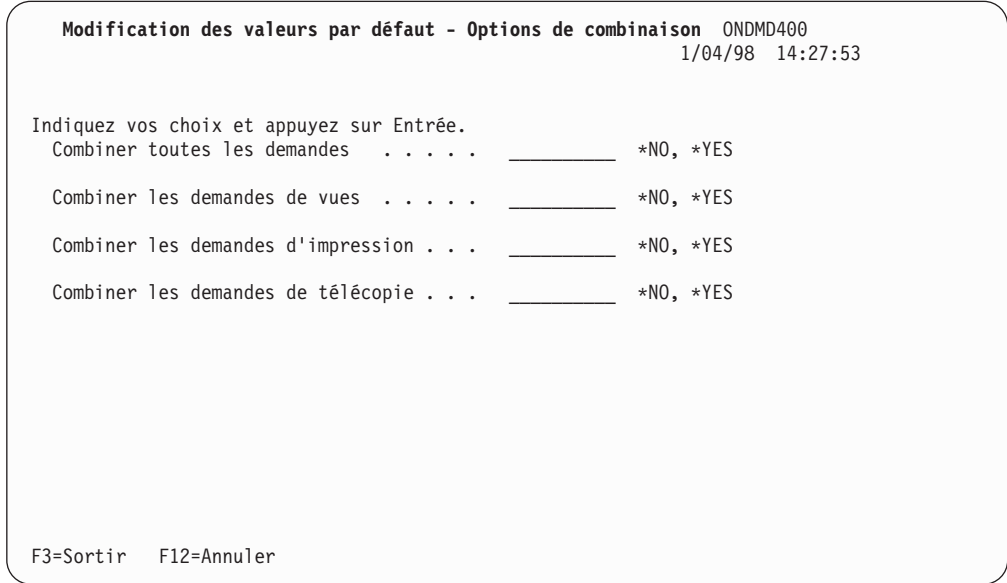 Modification des valeurs par défaut - Options de combinaison ONDMD400
1/04/98 14:27:53
Indiquez vos choix et appuyez sur Entrée.
Combiner toutes les demandes . . . . . __________ *NO, *YES
Combiner les demandes de vues . . . . . __________ *NO, *YES
Combiner les demandes d'impression . . . __________ *NO, *YES
Combiner les demandes de télécopie . . . __________ *NO, *YES
F3=Sortir F12=Annuler